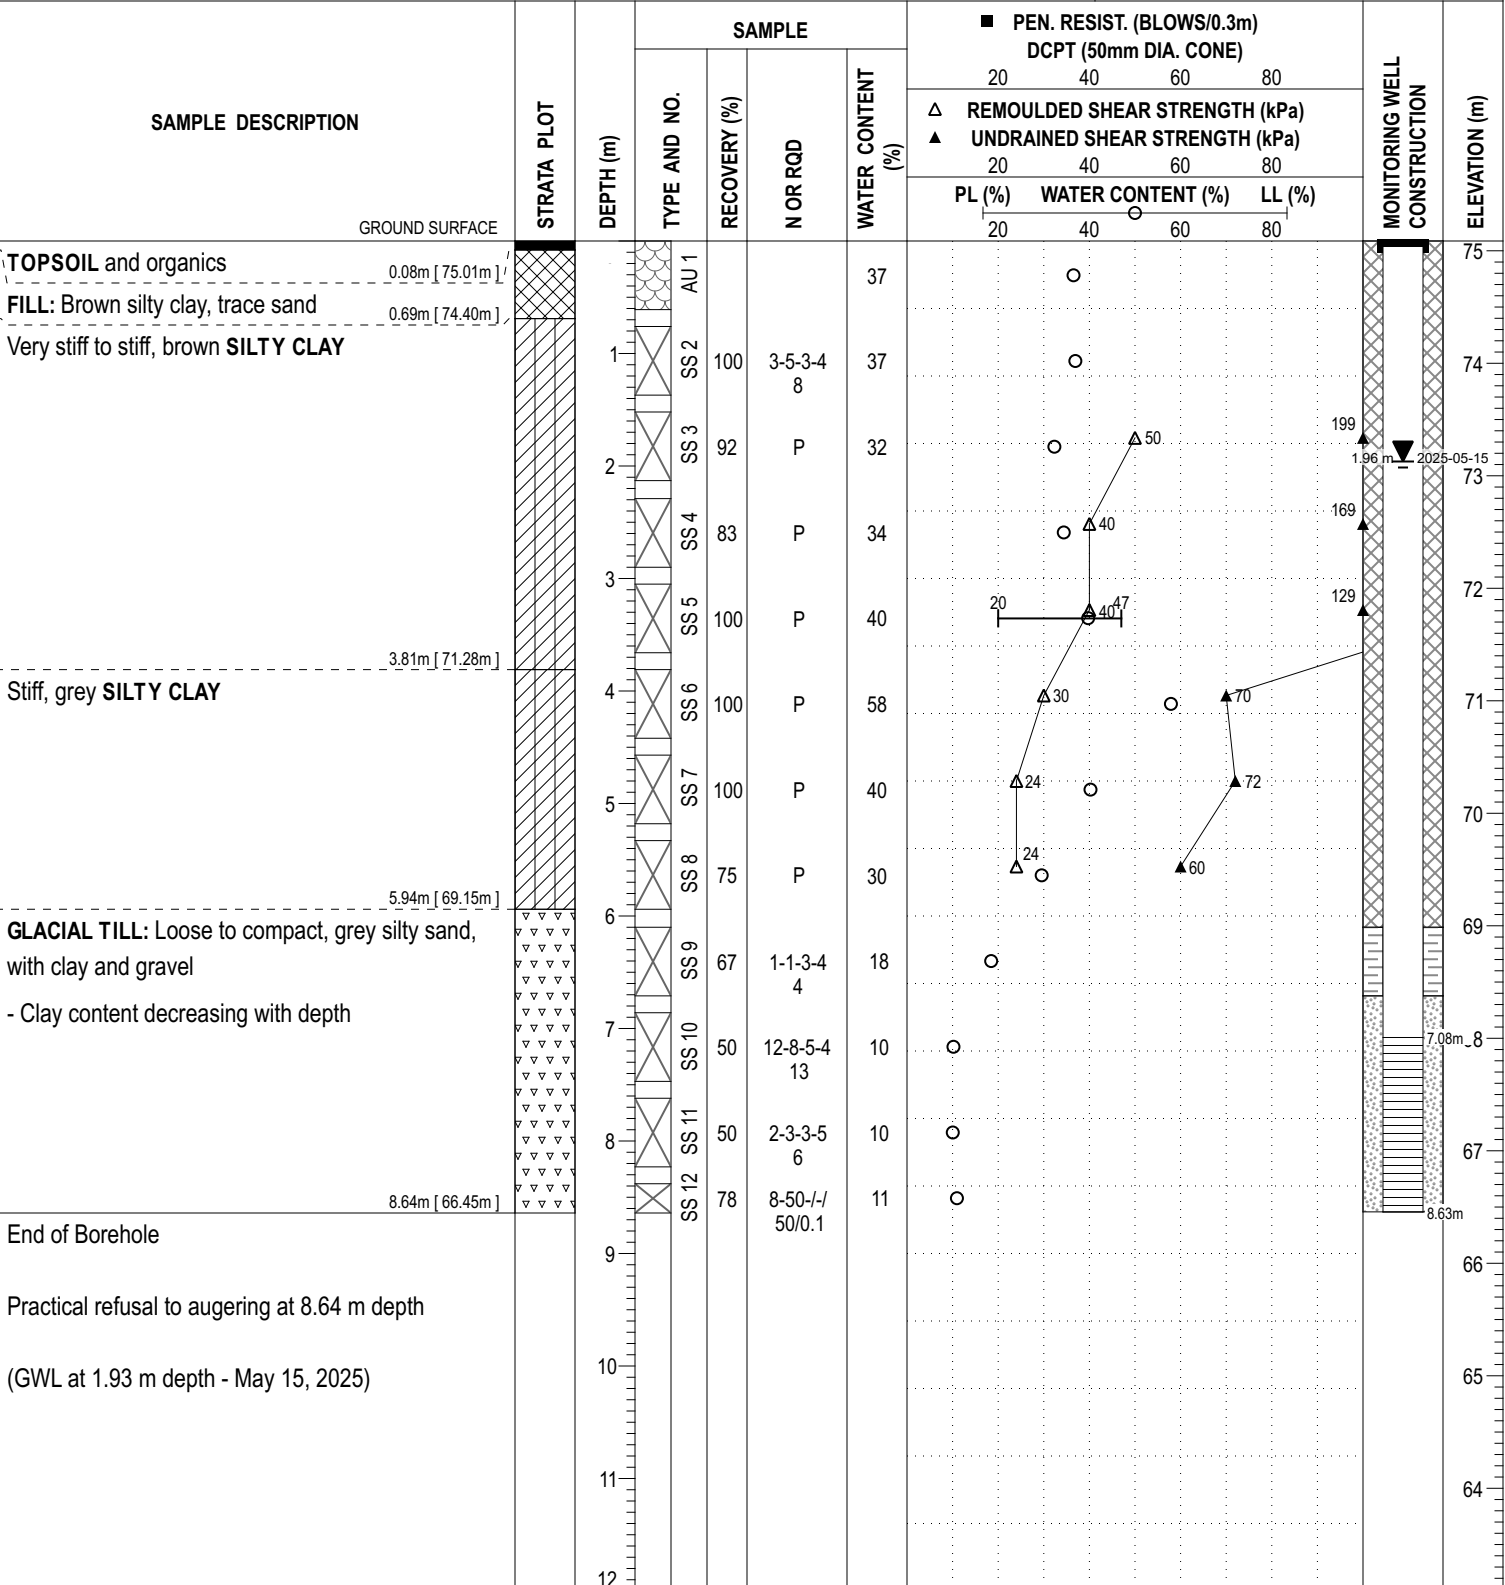 SAMPLE DESCRIPTION
GROUND SURFACE
STRATA PLOT
DEPTH (m)
SAMPLE
TYPE AND NO.
RECOVERY (%)
N OR RQD
WATER CONTENT
(%)
■ PEN. RESIST. (BLOWS/0.3m)
DCPT (50mm DIA. CONE)
20 40 60 80
△ REMOULDED SHEAR STRENGTH (kPa)
▲ UNDRAINED SHEAR STRENGTH (kPa)
20 40 60 80
PL (%) WATER CONTENT (%) LL (%)
20 40 60 80
MONITORING WELL
CONSTRUCTION
ELEVATION (m)
TOPSOIL and organics
0.08m [ 75.01m ]
FILL: Brown silty clay, trace sand
0.69m [ 74.40m ]
Very stiff to stiff, brown SILTY CLAY
3.81m [ 71.28m ]
Stiff, grey SILTY CLAY
5.94m [ 69.15m ]
GLACIAL TILL: Loose to compact, grey silty sand,
with clay and gravel
- Clay content decreasing with depth
8.64m [ 66.45m ]
End of Borehole
Practical refusal to augering at 8.64 m depth
(GWL at 1.93 m depth - May 15, 2025)
1
2
3
4
5
6
7
8
9
10
11
12
AU 1 37
SS 2 100 3-5-3-4 37
8
SS 3 92 P 32
SS 4 83 P 34
SS 5 100 P 40
SS 6 100 P 58
SS 7 100 P 40
SS 8 75 P 30
SS 9 67 1-1-3-4 18
4
SS 10 50 12-8-5-4 10
13
SS 11 50 2-3-3-5 10
6
SS 12 78 8-50-/-/ 11
50/0.1
50 199
40 169
20 40 47 129
30 70
24 72
24 60
1.96 m 2025-05-15
7.08m
8.63m
75
74
73
72
71
70
69
8
67
66
65
64